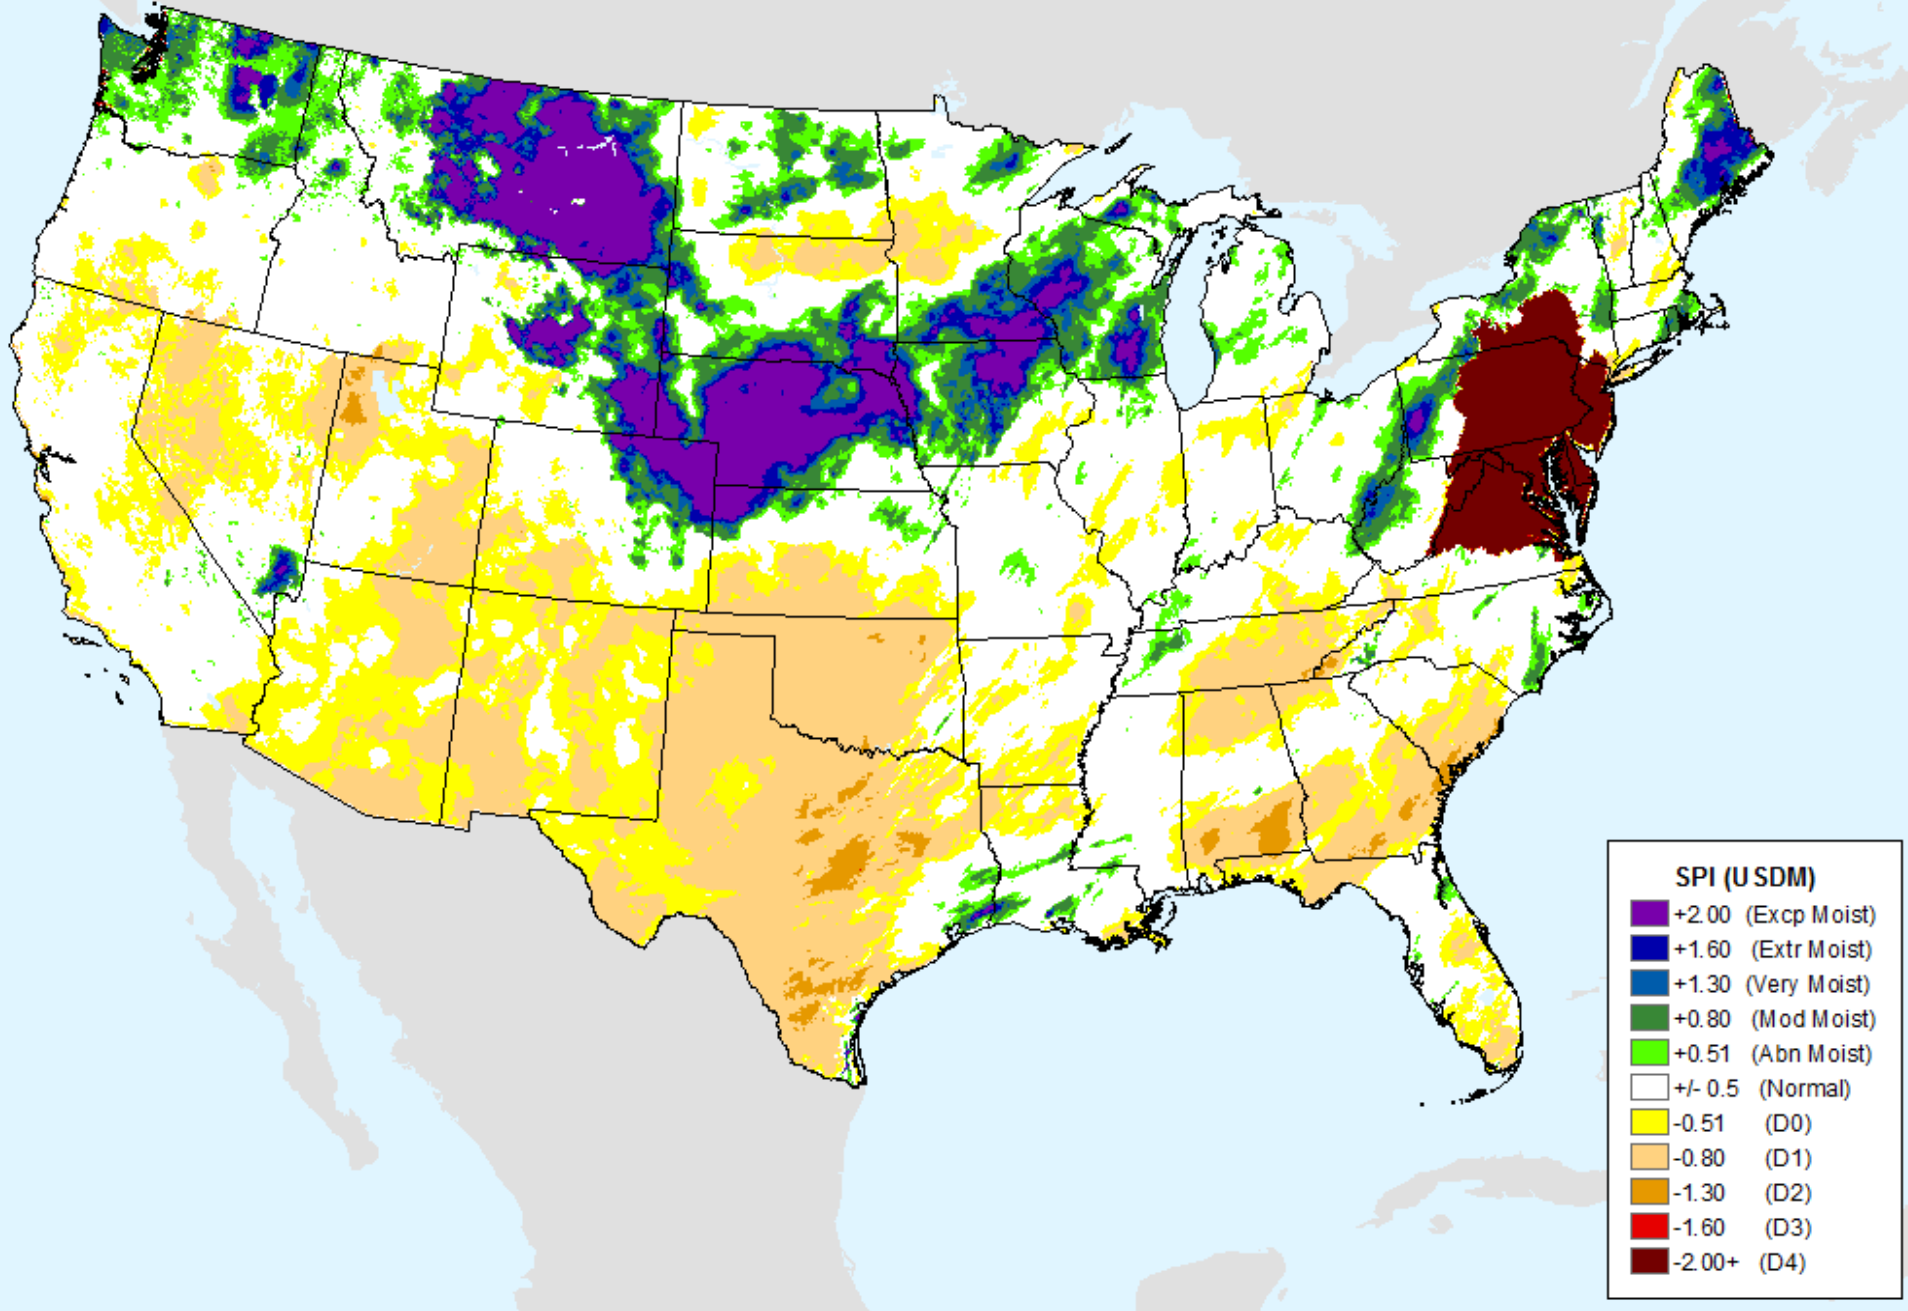 SPI (USDM)
+2.00 (Excp Moist)
+1.60 (Extr Moist)
+1.30 (Very Moist)
+0.80 (Mod Moist)
+0.51 (Abn Moist)
+/- 0.5 (Normal)
-0.51 (D0)
-0.80 (D1)
-1.30 (D2)
-1.60 (D3)
-2.00+ (D4)